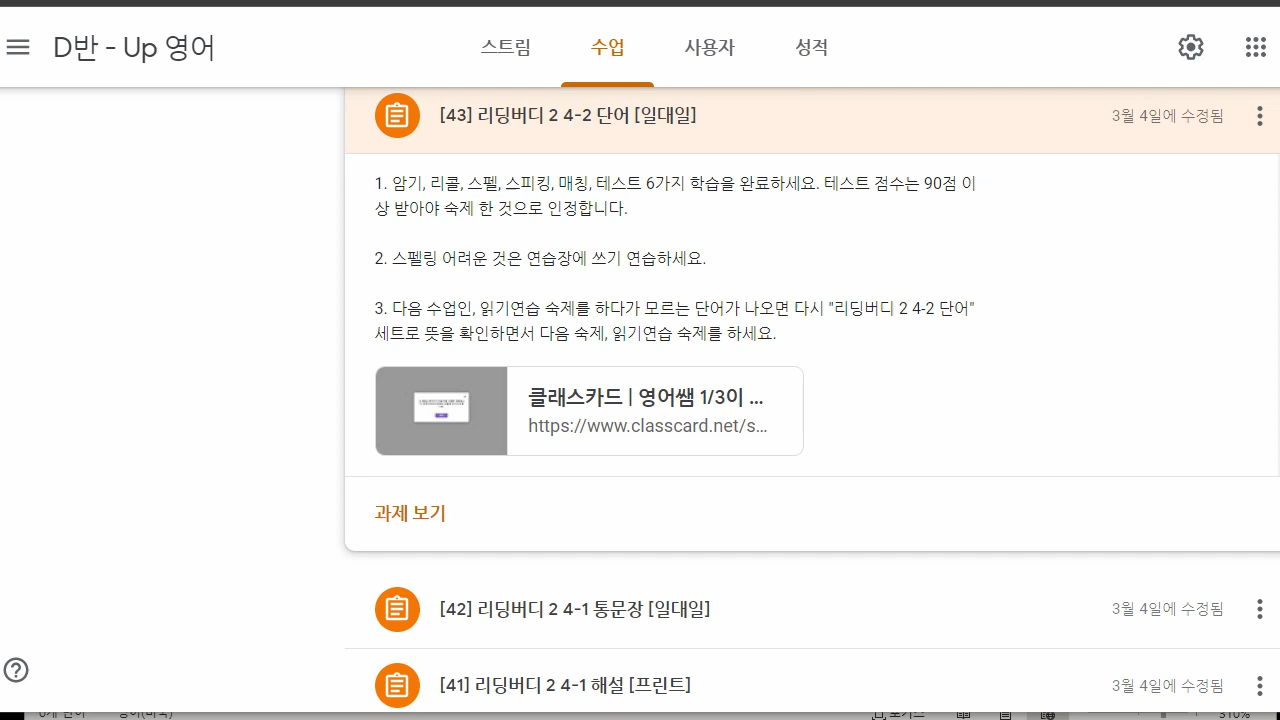 D반 - Up 영어
스트림
수업
사용자
성적
[43] 리딩버디 2 4-2 단어 [일대일]
3월 4일에 수정됨
1. 암기, 리콜, 스펠, 스피킹, 매칭, 테스트 6가지 학습을 완료하세요. 테스트 점수는 90점 이
상 받아야 숙제 한 것으로 인정합니다.
2. 스펠링 어려운 것은 연습장에 쓰기 연습하세요.
3. 다음 수업인, 읽기연습 숙제를 하다가 모르는 단어가 나오면 다시 "리딩버디 2 4-2 단어"
세트로 뜻을 확인하면서 다음 숙제, 읽기연습 숙제를 하세요.
클래스카드 | 영어쌤 1/3이 ...
https://www.classcard.net/s...
과제 보기
[42] 리딩버디 2 4-1 통문장 [일대일]
3월 4일에 수정됨
[41] 리딩버디 2 4-1 해설 [프린트]
3월 4일에 수정됨